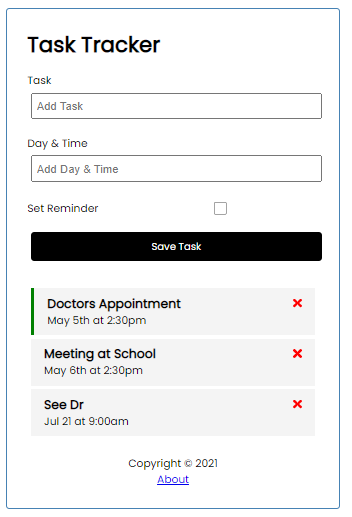 Task Tracker
Task
Add Task
Day & Time
Add Day & Time
Set Reminder
Save Task
Doctors Appointment
May 5th at 2:30pm
Meeting at School
May 6th at 2:30pm
See Dr
Jul 21 at 9:00am
Copyright © 2021
About